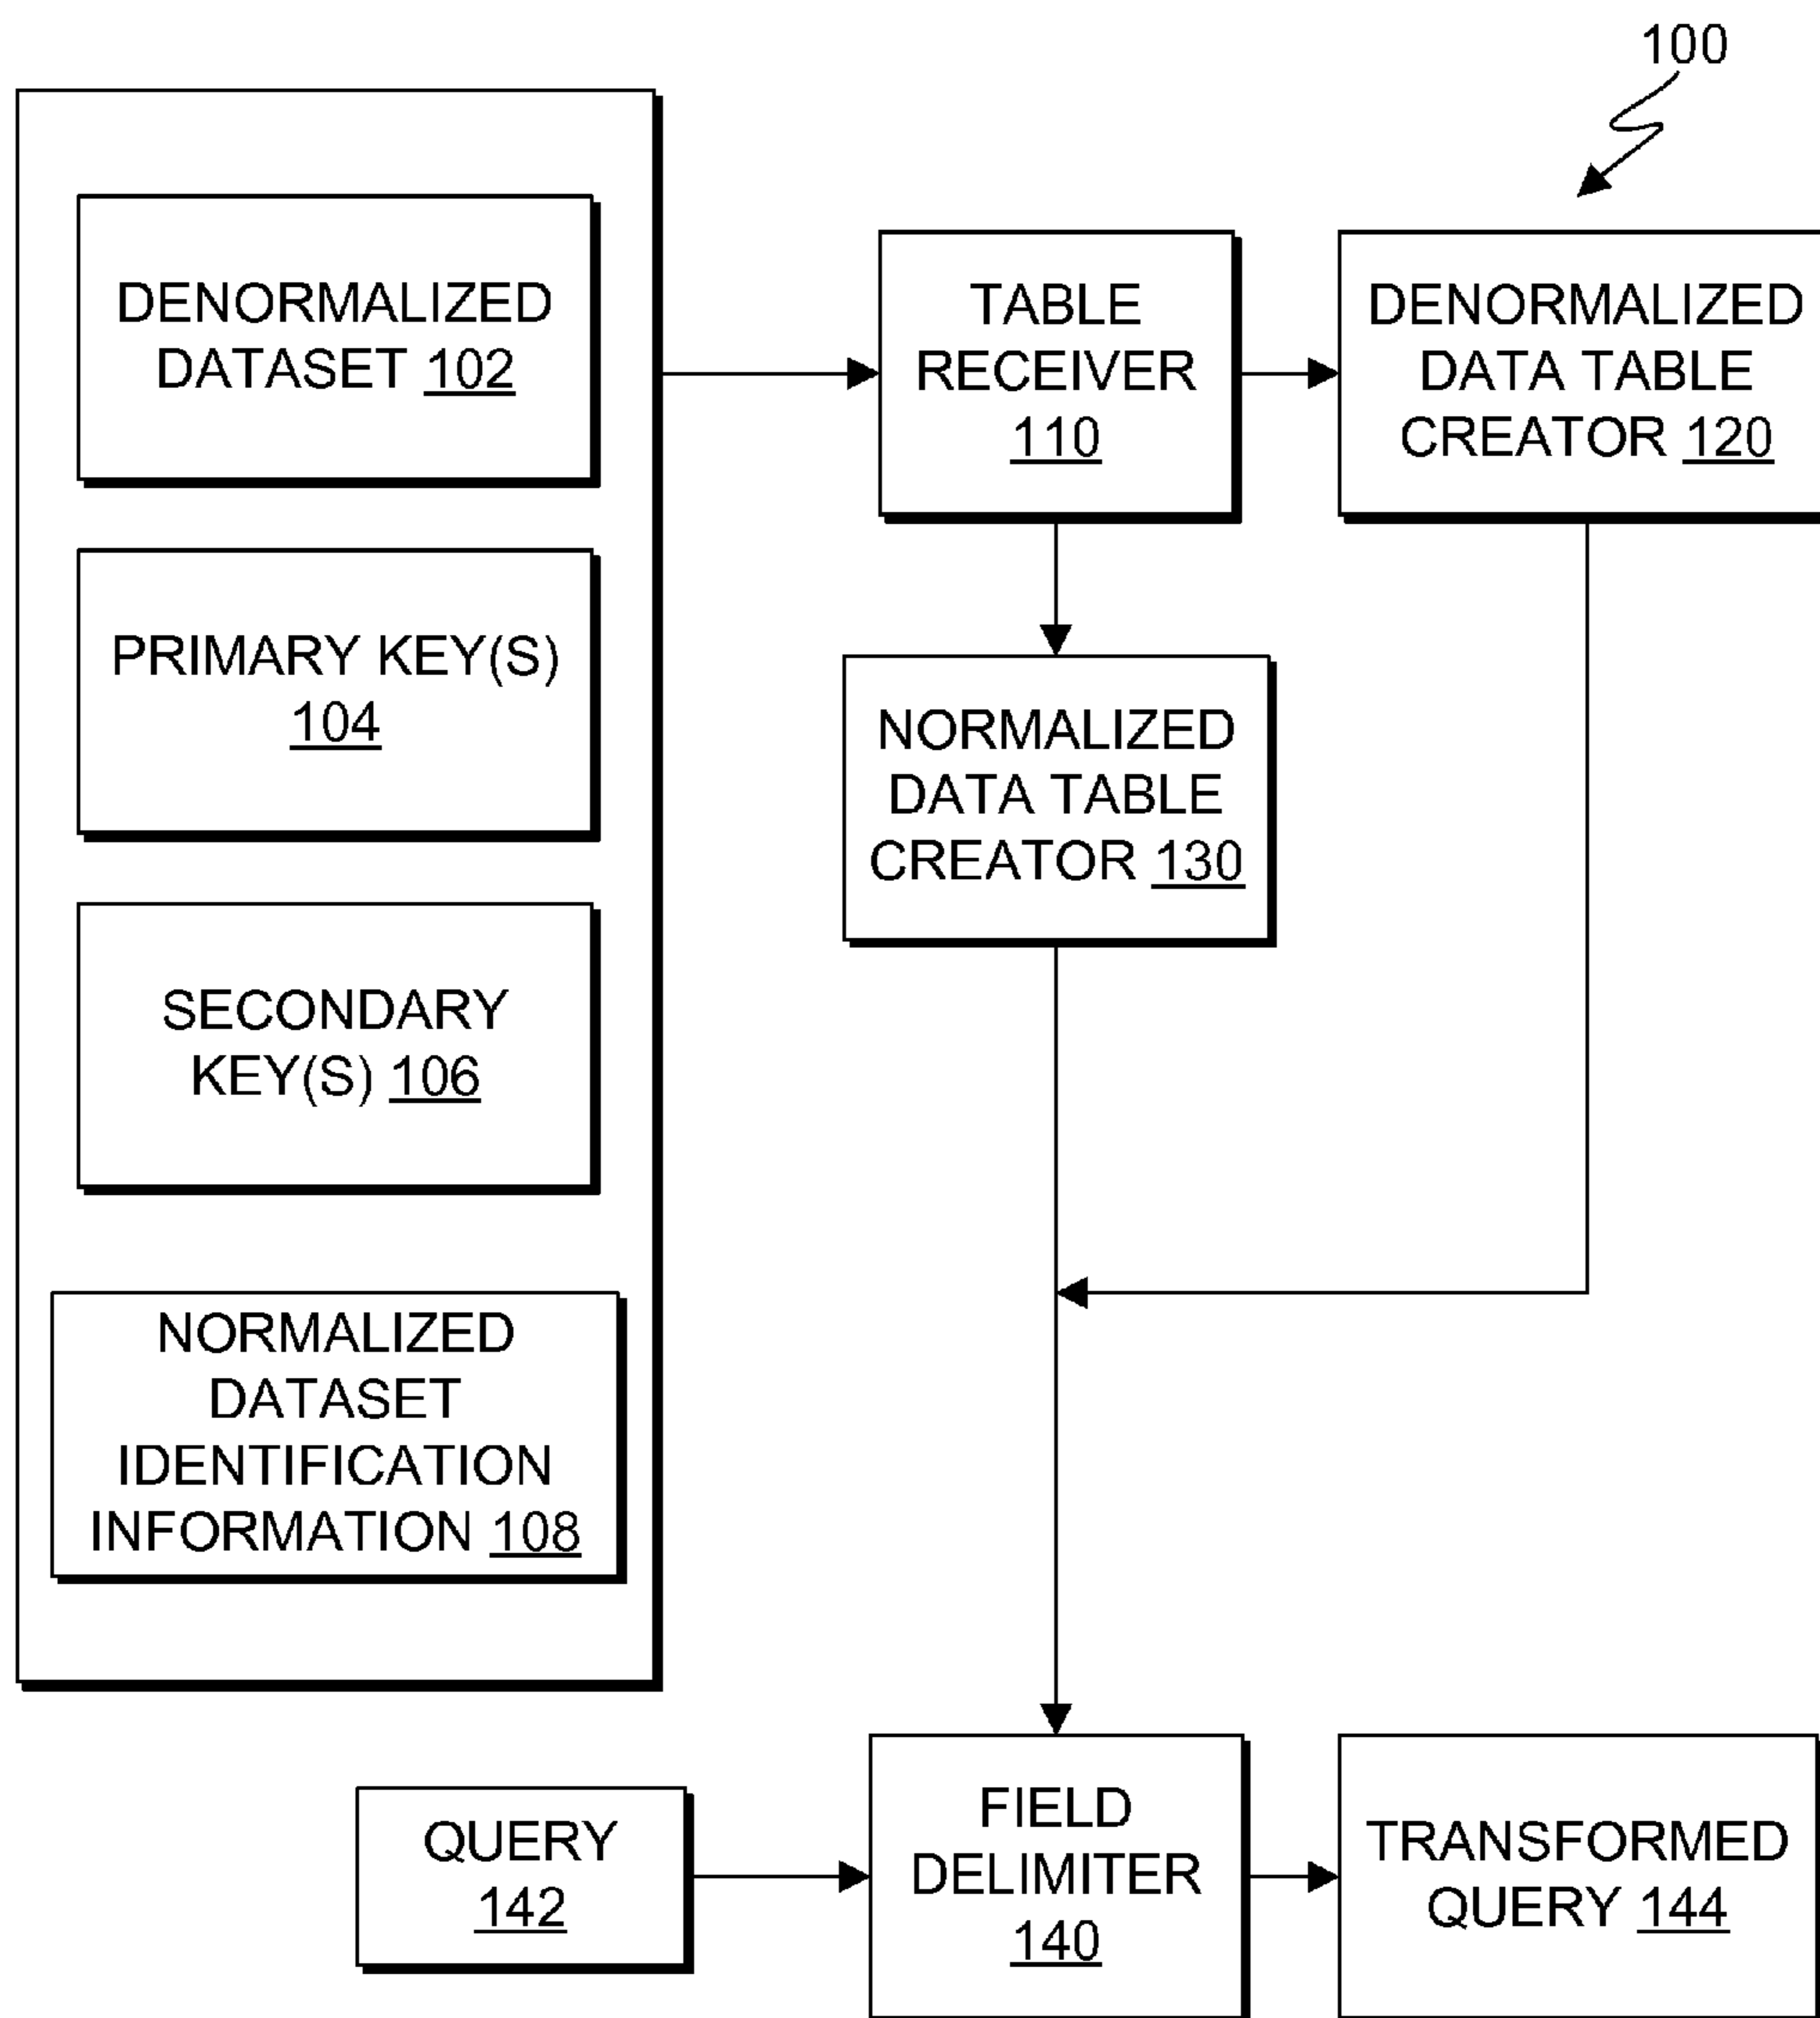 100
DENORMALIZED
DATASET 102
PRIMARY KEY(S)
104
SECONDARY
KEY(S) 106
NORMALIZED
DATASET
IDENTIFICATION
INFORMATION 108
TABLE
RECEIVER
110
DENORMALIZED
DATA TABLE
CREATOR 120
NORMALIZED
DATA TABLE
CREATOR 130
QUERY
142
FIELD
DELIMITER
140
TRANSFORMED
QUERY 144